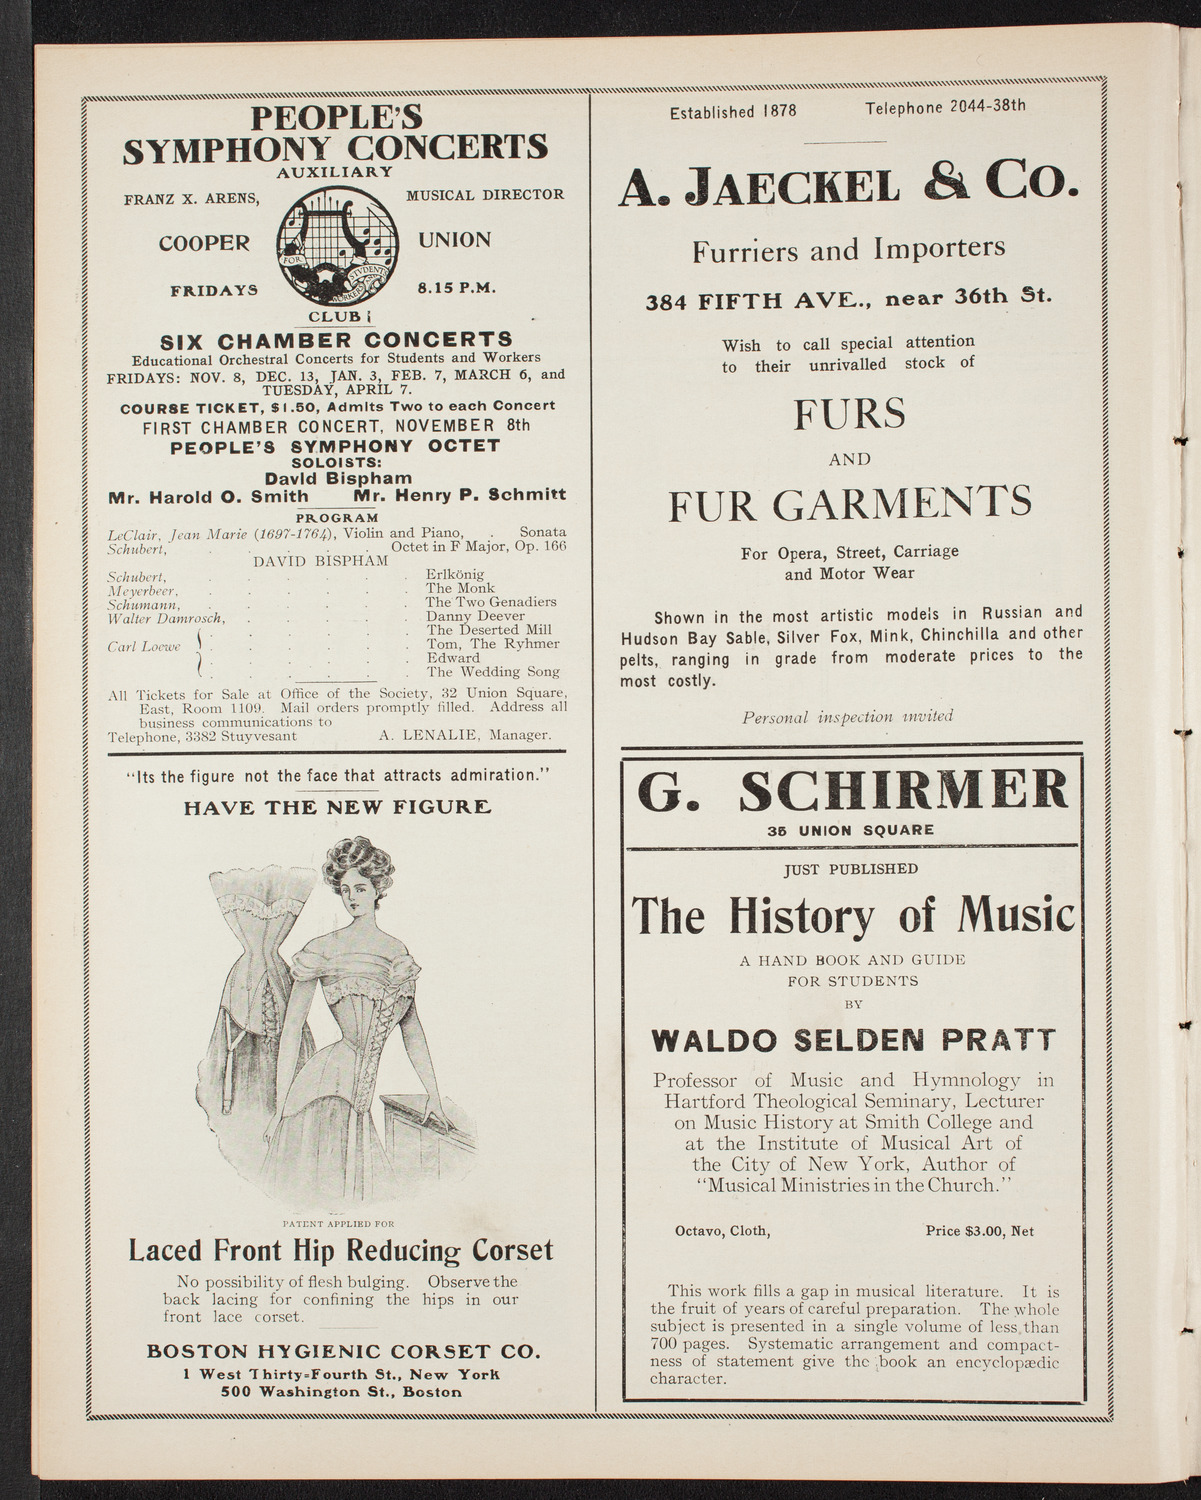 PEOPLE'S
SYMPHONY CONCERTS
AUXILIARY
FRANZ X. ARENS, MUSICAL DIRECTOR
COOPER UNION
FOR
STVDENTS
WORKERS
FRIDAYS 8.15 P.M.
CLUB
SIX CHAMBER CONCERTS
Educational Orchestral Concerts for Students and Workers
FRIDAYS: NOV. 8, DEC. 13, JAN. 3, FEB. 7, MARCH 6, and
TUESDAY, APRIL 7.
COURSE TICKET, $1.50, Admits Two to each Concert
FIRST CHAMBER CONCERT, NOVEMBER 8th
PEOPLE'S SYMPHONY OCTET
SOLOISTS:
David Bispham
Mr. Harold O. Smith Mr. Henry P. Schmitt
PROGRAM
LeClair, Jean Marie (1697-1764), Violin and Piano, . Sonata
Schubert, . . . . . Octet in F Major, Op. 166
DAVID BISPHAM
Schubert, . . . . . . Erlkönig
Meyerbeer, . . . . . . The Monk
Schumann, . . . . . . The Two Genadiers
Walter Damrosch, . . . . . Danny Deever
. . . . . . The Deserted Mill
Carl Loewe . . . . . . Tom, The Ryhmer
. . . . . . Edward
. . . . . . The Wedding Song
All Tickets for Sale at Office of the Society, 32 Union Square,
East, Room 1109. Mail orders promptly filled. Address all
business communications to
Telephone, 3382 Stuyvesant A. LENALIE, Manager.
"Its the figure not the face that attracts admiration."
HAVE THE NEW FIGURE
PATENT APPLIED FOR
Laced Front Hip Reducing Corset
No possibility of flesh bulging. Observe the
back lacing for confining the hips in our
front lace corset.
BOSTON HYGIENIC CORSET CO.
1 West Thirty-Fourth St., New York
500 Washington St., Boston
Established 1878 Telephone 2044-38th
A. JAECKEL & CO.
Furriers and Importers
384 FIFTH AVE., near 36th St.
Wish to call special attention
to their unrivalled stock of
FURS
AND
FUR GARMENTS
For Opera, Street, Carriage
and Motor Wear
Shown in the most artistic models in Russian and
Hudson Bay Sable, Silver Fox, Mink, Chinchilla and other
pelts, ranging in grade from moderate prices to the
most costly.
Personal inspection invited
G. SCHIRMER
35 UNION SQUARE
JUST PUBLISHED
The History of Music
A HAND BOOK AND GUIDE
FOR STUDENTS
BY
WALDO SELDEN PRATT
Professor of Music and Hymnology in
Hartford Theological Seminary, Lecturer
on Music History at Smith College and
at the Institute of Musical Art of
the City of New York, Author of
"Musical Ministries in the Church."
Octavo, Cloth, Price $3.00, Net
This work fills a gap in musical literature. It is
the fruit of years of careful preparation. The whole
subject is presented in a single volume of less than
700 pages. Systematic arrangement and compact-
ness of statement give the book an encyclopædic
character.